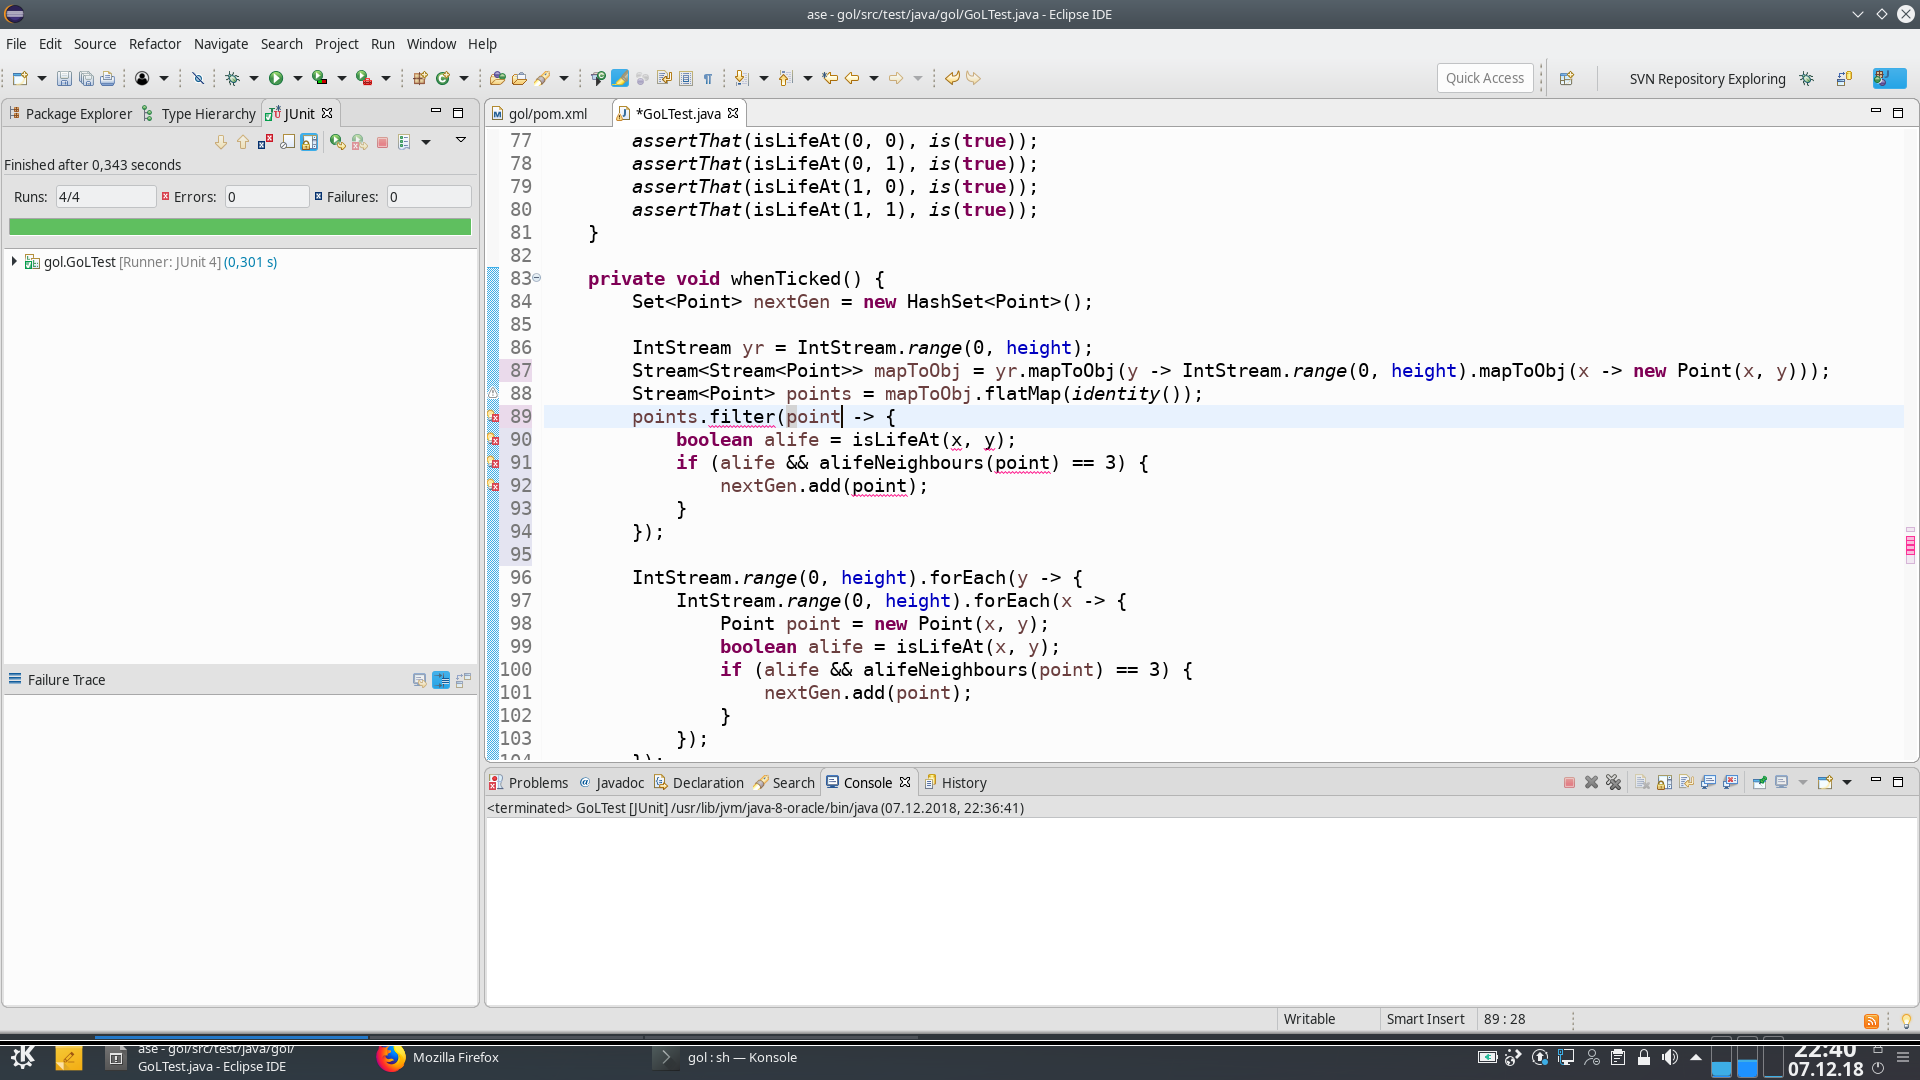 ase - gol/src/test/java/gol/GoLTest.java - Eclipse IDE
File Edit Source Refactor Navigate Search Project Run Window Help
Quick Access
SVN Repository Exploring
Package Explorer Type Hierarchy JUnit
Finished after 0,343 seconds
Runs: 4/4 Errors: 0 Failures: 0
gol.GoLTest [Runner: JUnit 4] (0,301 s)
Failure Trace
gol/pom.xml *GoLTest.java
77 assertThat(isLifeAt(0, 0), is(true));
78 assertThat(isLifeAt(0, 1), is(true));
79 assertThat(isLifeAt(1, 0), is(true));
80 assertThat(isLifeAt(1, 1), is(true));
81 }
82
83 private void whenTicked() {
84 Set<Point> nextGen = new HashSet<Point>();
85
86 IntStream yr = IntStream.range(0, height);
87 Stream<Stream<Point>> mapToObj = yr.mapToObj(y -> IntStream.range(0, height).mapToObj(x -> new Point(x, y)));
88 Stream<Point> points = mapToObj.flatMap(identity());
89 points.filter(point -> {
90 boolean alife = isLifeAt(x, y);
91 if (alife && alifeNeighbours(point) == 3) {
92 nextGen.add(point);
93 }
94 });
95
96 IntStream.range(0, height).forEach(y -> {
97 IntStream.range(0, height).forEach(x -> {
98 Point point = new Point(x, y);
99 boolean alife = isLifeAt(x, y);
100 if (alife && alifeNeighbours(point) == 3) {
101 nextGen.add(point);
102 }
103 });
104 });
Problems Javadoc Declaration Search Console History
<terminated> GoLTest [JUnit] /usr/lib/jvm/java-8-oracle/bin/java (07.12.2018, 22:36:41)
Writable Smart Insert 89 : 28
ase - gol/src/test/java/gol/
GoLTest.java - Eclipse IDE
Mozilla Firefox
gol : sh — Konsole
22:40
07.12.18